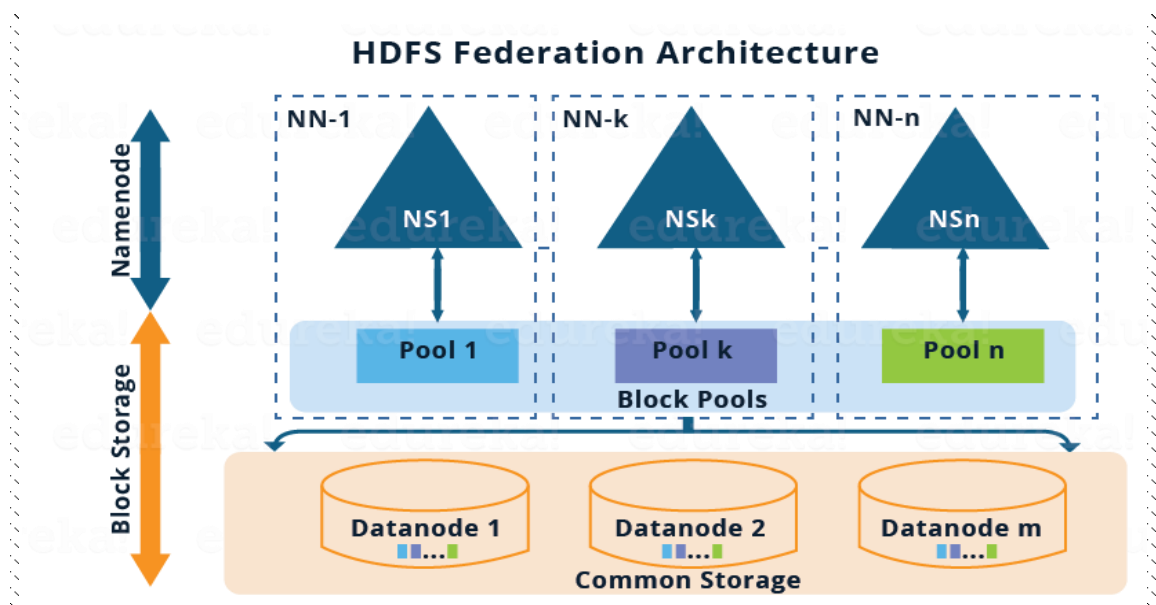 HDFS Federation Architecture
NN-1
NN-k
NN-n
Namenode
NS1
NSk
NSn
Pool 1
Pool k
Pool n
Block Pools
Block Storage
Datanode 1
...
Datanode 2
...
Datanode m
...
Common Storage
edureka!